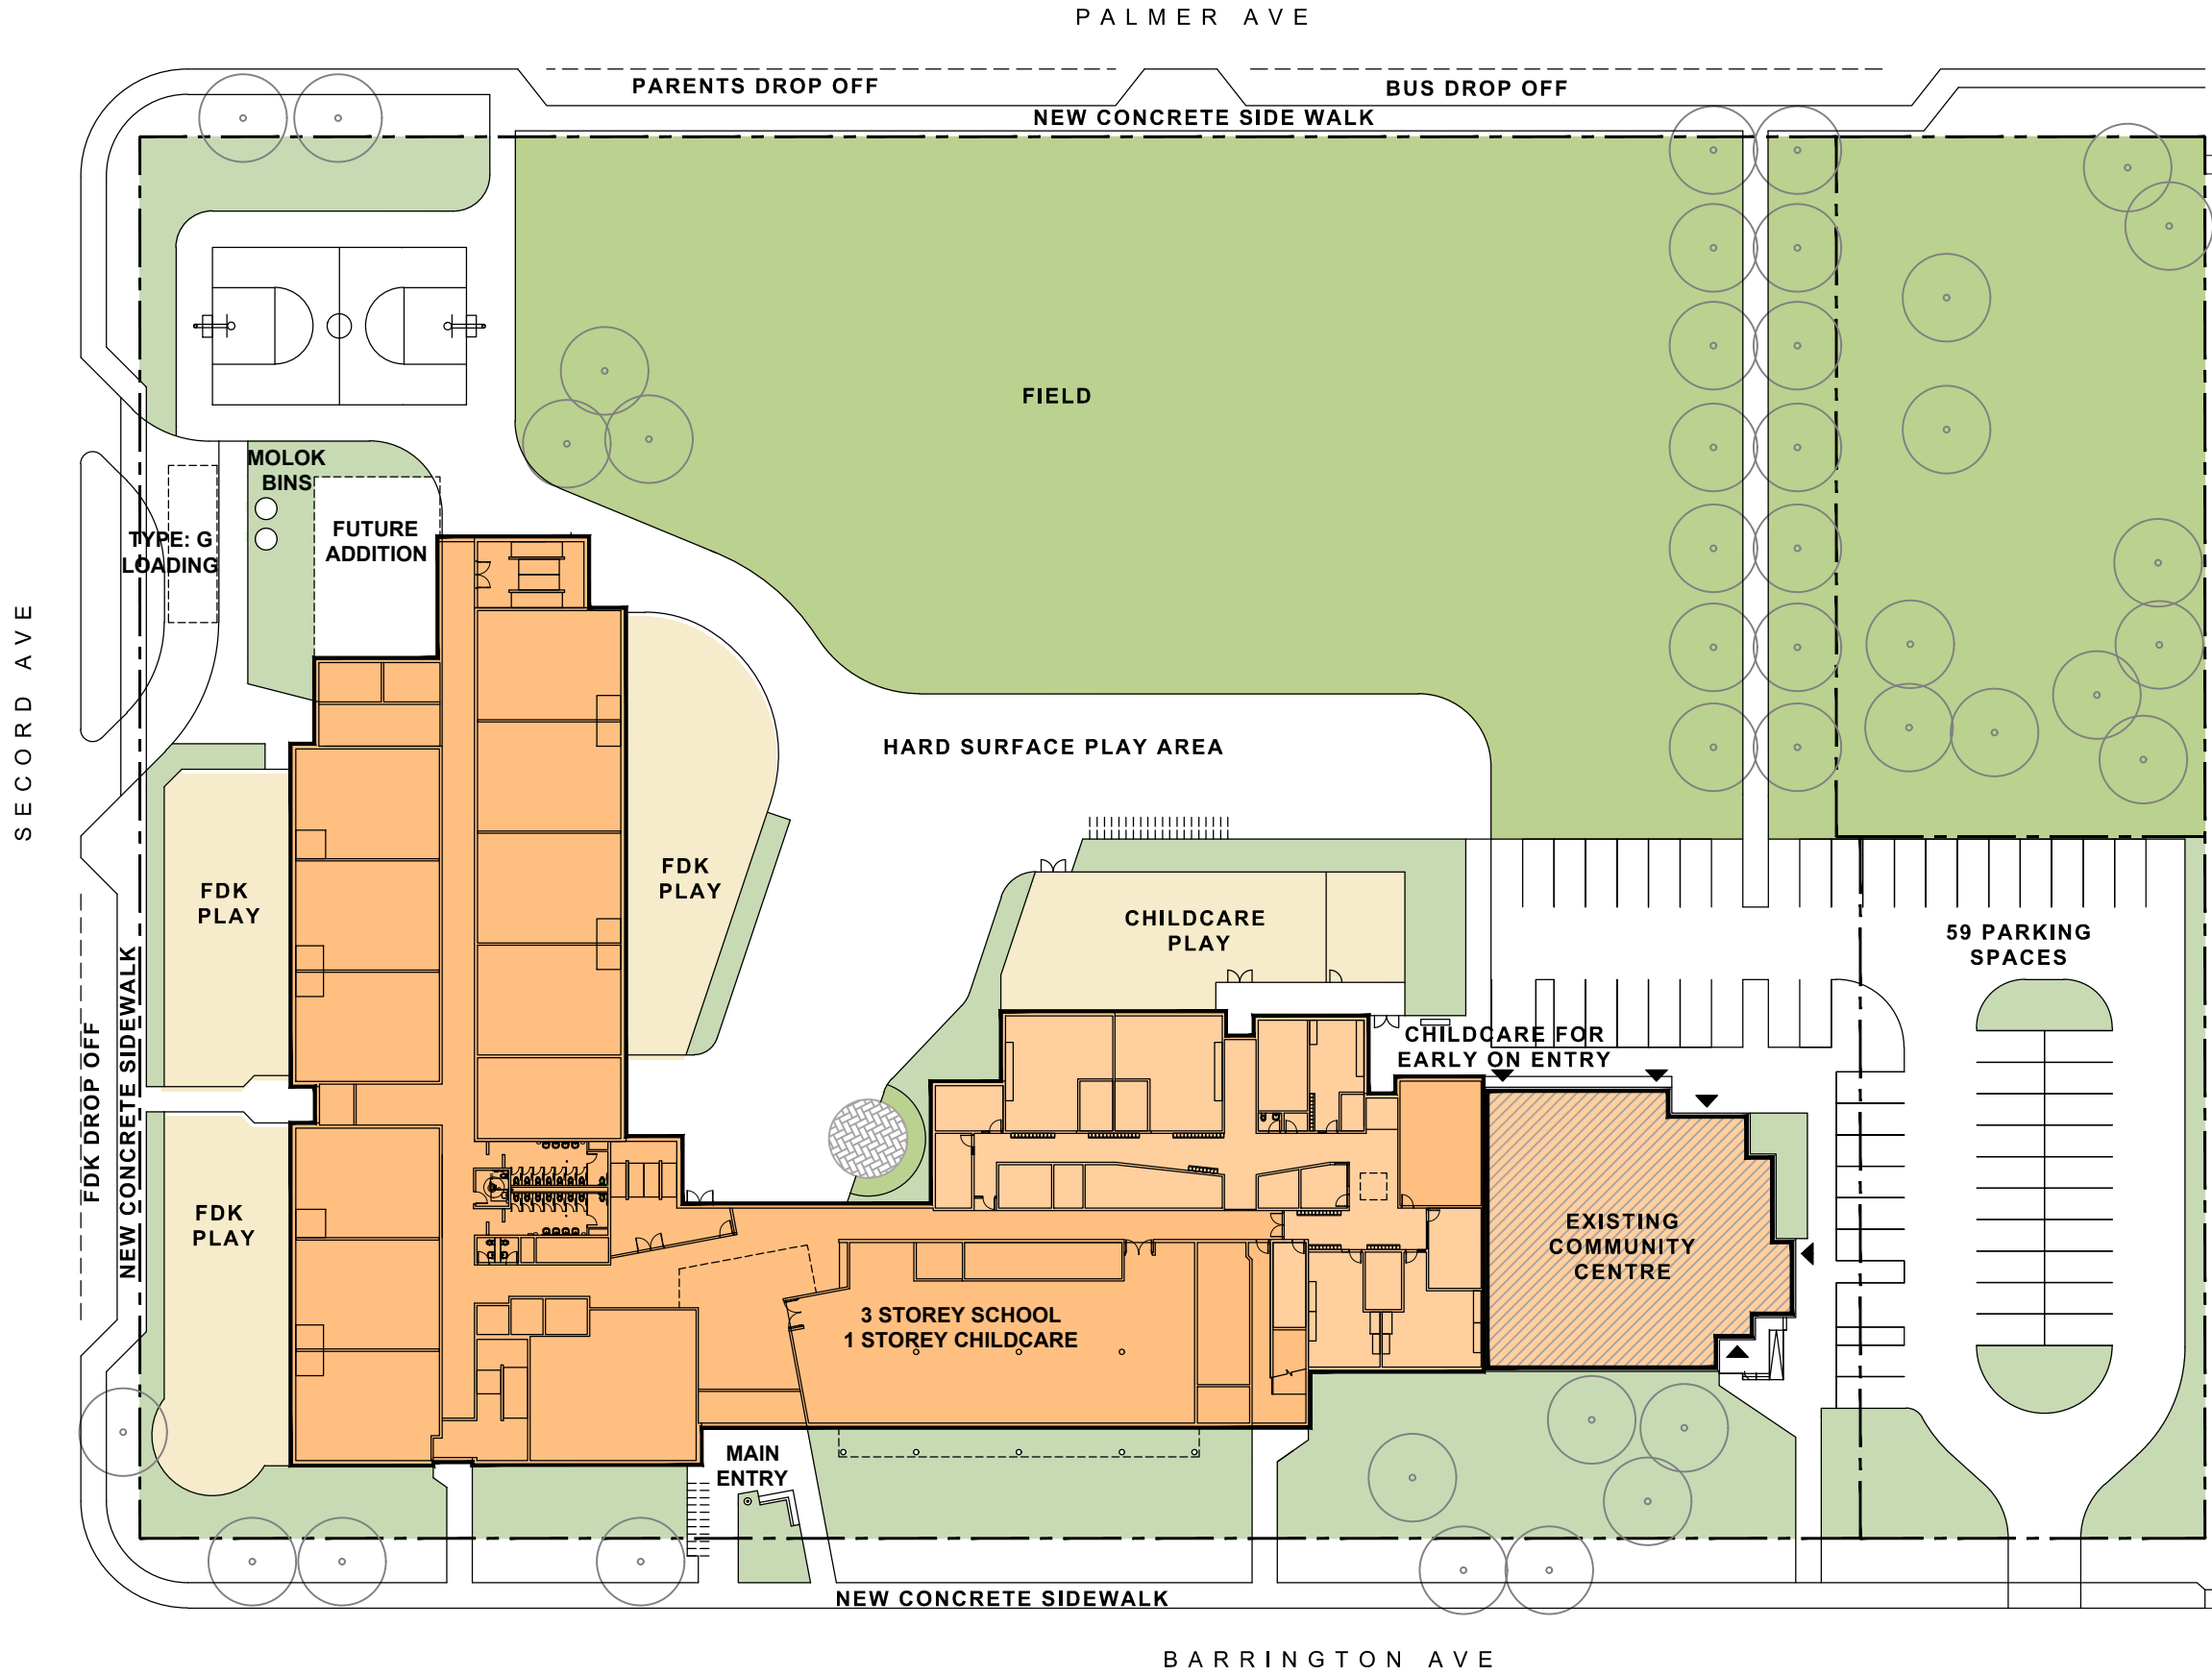 PALMER AVE
PARENTS DROP OFF
BUS DROP OFF
NEW CONCRETE SIDE WALK
FIELD
MOLOK
BINS
FUTURE
ADDITION
TYPE: G
LOADING
SECORD AVE
HARD SURFACE PLAY AREA
FDK
PLAY
FDK
PLAY
CHILDCARE
PLAY
59 PARKING
SPACES
FDK DROP OFF
NEW CONCRETE SIDEWALK
CHILDCARE FOR
EARLY ON ENTRY
FDK
PLAY
EXISTING
COMMUNITY
CENTRE
3 STOREY SCHOOL
1 STOREY CHILDCARE
MAIN
ENTRY
NEW CONCRETE SIDEWALK
BARRINGTON AVE